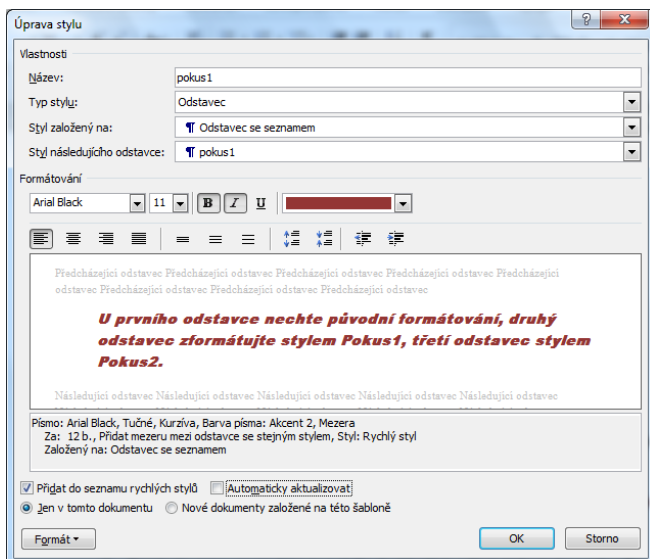 Úprava stylu
Vlastnosti
Název: pokus1
Typ stylu: Odstavec
Styl založený na: ¶ Odstavec se seznamem
Styl následujícího odstavce: ¶ pokus1
Formátování
Arial Black 11 B I U
Předcházející odstavec Předcházející odstavec Předcházející odstavec Předcházející odstavec Předcházející
odstavec Předcházející odstavec Předcházející odstavec Předcházející odstavec
U prvního odstavce nechte původní formátování, druhý
odstavec zformátujte stylem Pokus1, třetí odstavec stylem
Pokus2.
Následující odstavec Následující odstavec Následující odstavec Následující odstavec Následující odstavec
Písmo: Arial Black, Tučné, Kurzíva, Barva písma: Akcent 2, Mezera
Za: 12 b., Přidat mezeru mezi odstavce se stejným stylem, Styl: Rychlý styl
Založený na: Odstavec se seznamem
Přidat do seznamu rychlých stylů Automaticky aktualizovat
Jen v tomto dokumentu Nové dokumenty založené na této šabloně
Formát OK Storno